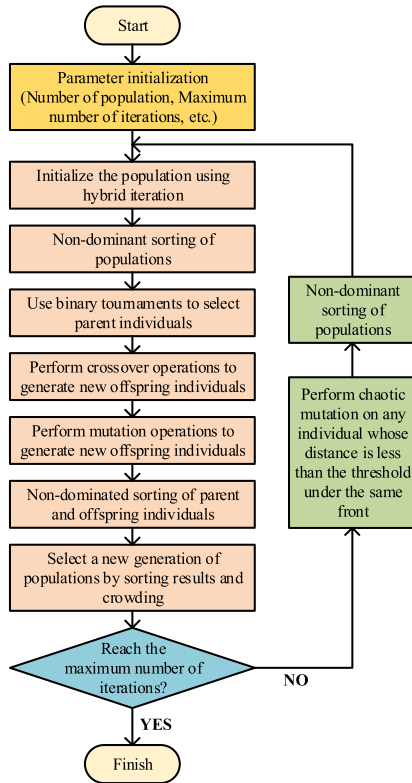 Start
Parameter initialization
(Number of population, Maximum
number of iterations, etc.)
Initialize the population using
hybrid iteration
Non-dominant sorting of
populations
Use binary tournaments to select
parent individuals
Perform crossover operations to
generate new offspring individuals
Perform mutation operations to
generate new offspring individuals
Non-dominated sorting of parent
and offspring individuals
Select a new generation of
populations by sorting results and
crowding
Reach the
maximum number of
iterations?
NO
YES
Finish
Non-dominant
sorting of
populations
Perform chaotic
mutation on any
individual whose
distance is less
than the threshold
under the same
front